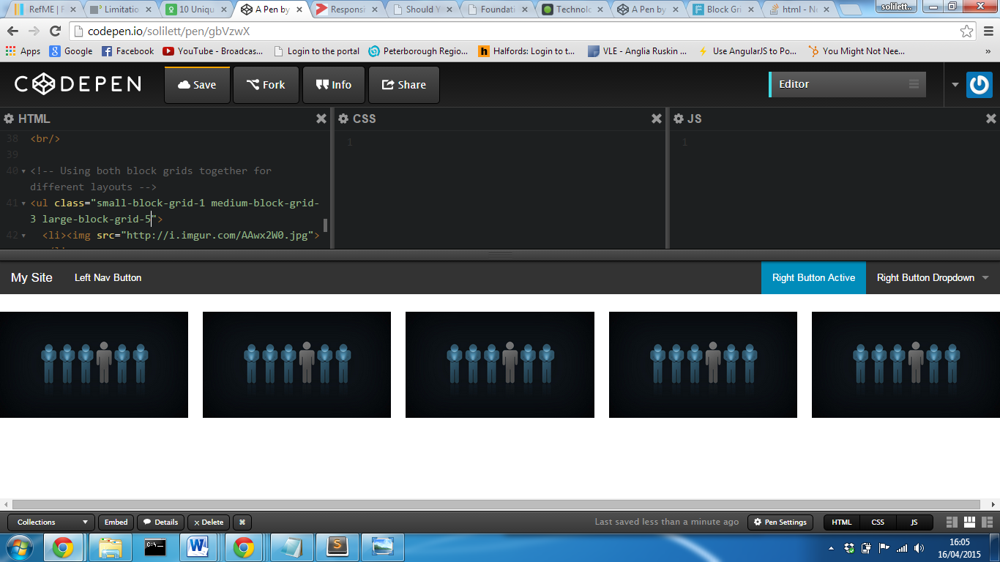 RefME | F
Limitatio
10 Uniqu
A Pen by
Responsi
Should Y
Foundati
Technolo
A Pen by
Block Gri
html - Ne
solilett..
codepen.io/solilett/pen/gbVzwX
Apps
Google
Facebook
YouTube - Broadcas...
Login to the portal
Peterborough Regio...
Halfords: Login to t...
VLE - Anglia Ruskin ...
Use AngularJS to Po...
You Might Not Nee...
»
CODEPEN
Save
Fork
Info
Share
Editor
HTML
CSS
JS
38 <br/>
39
40 <!-- Using both block grids together for
different layouts -->
41 <ul class="small-block-grid-1 medium-block-grid-
3 large-block-grid-5">
42 <li><img src="http://i.imgur.com/AAwx2W0.jpg">
1
1
My Site
Left Nav Button
Right Button Active
Right Button Dropdown
Collections
Embed
Details
x Delete
⌘
Last saved less than a minute ago
Pen Settings
HTML
CSS
JS
16:05
16/04/2015